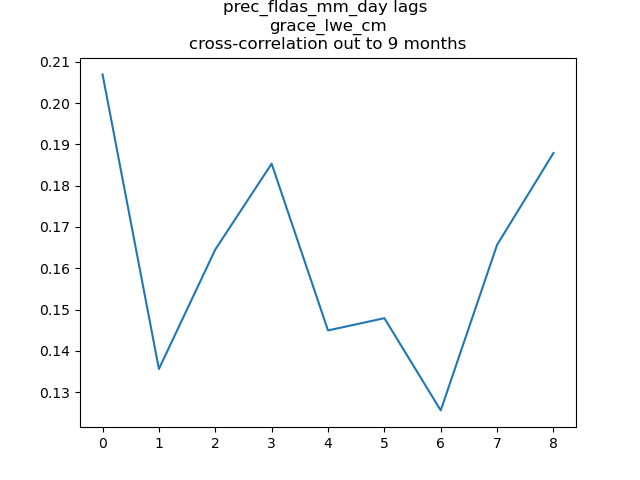 prec_fldas_mm_day lags
grace_lwe_cm
cross-correlation out to 9 months
0.21
0.20
0.19
0.18
0.17
0.16
0.15
0.14
0.13
0 1 2 3 4 5 6 7 8